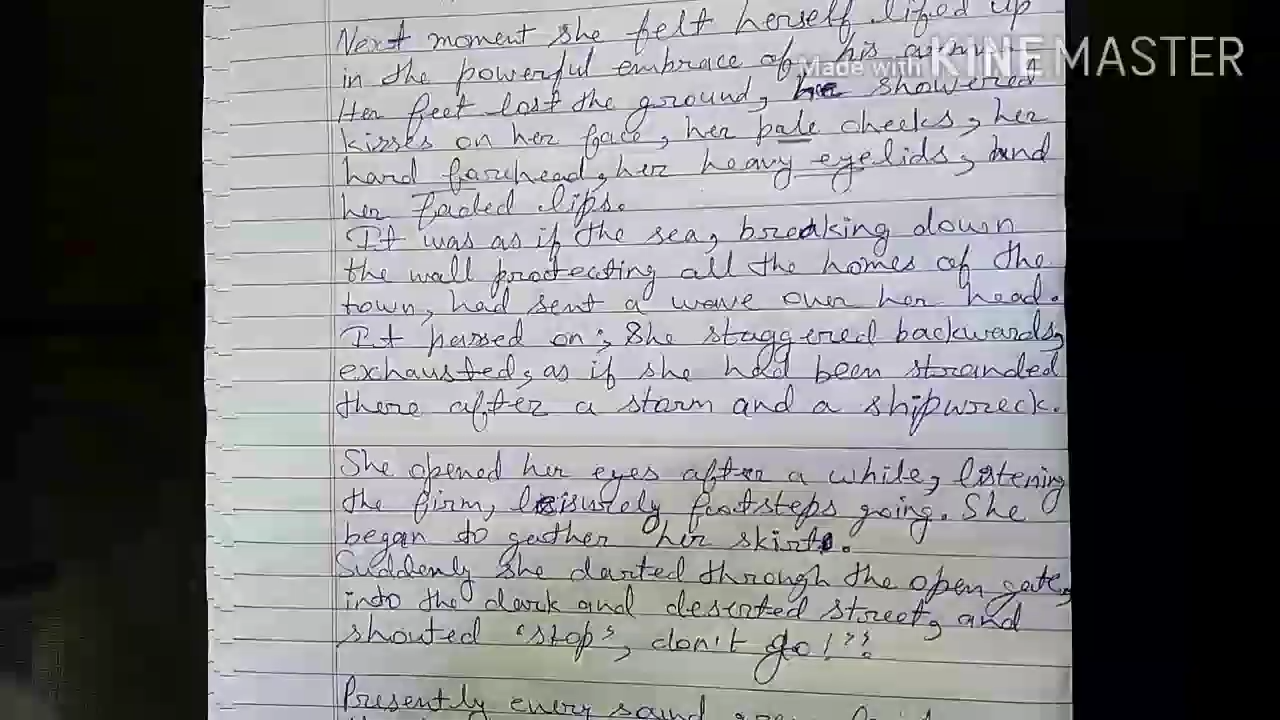 Next moment she felt herself lifed up
in the powerful embrace of his
Made with KINEMASTER
Her feet lost the ground, he showered
kisses on her face, her pale cheeks, her
hard forehead, her heavy eyelids, and
her faded lips.
It was as if the sea, breaking down
the wall protecting all the homes of the
town, had sent a wave over her head.
It passed on; She staggered backwards,
exhausted, as if she had been stranded
there after a storm and a shipwreck.
She opened her eyes after a while, listening
the firm, leisurely footsteps going. She
began to gather her skirt.
Suddenly she darted through the open gate,
into the dark and deserted street, and
shouted 'stop', don't go!''
Presently every sound